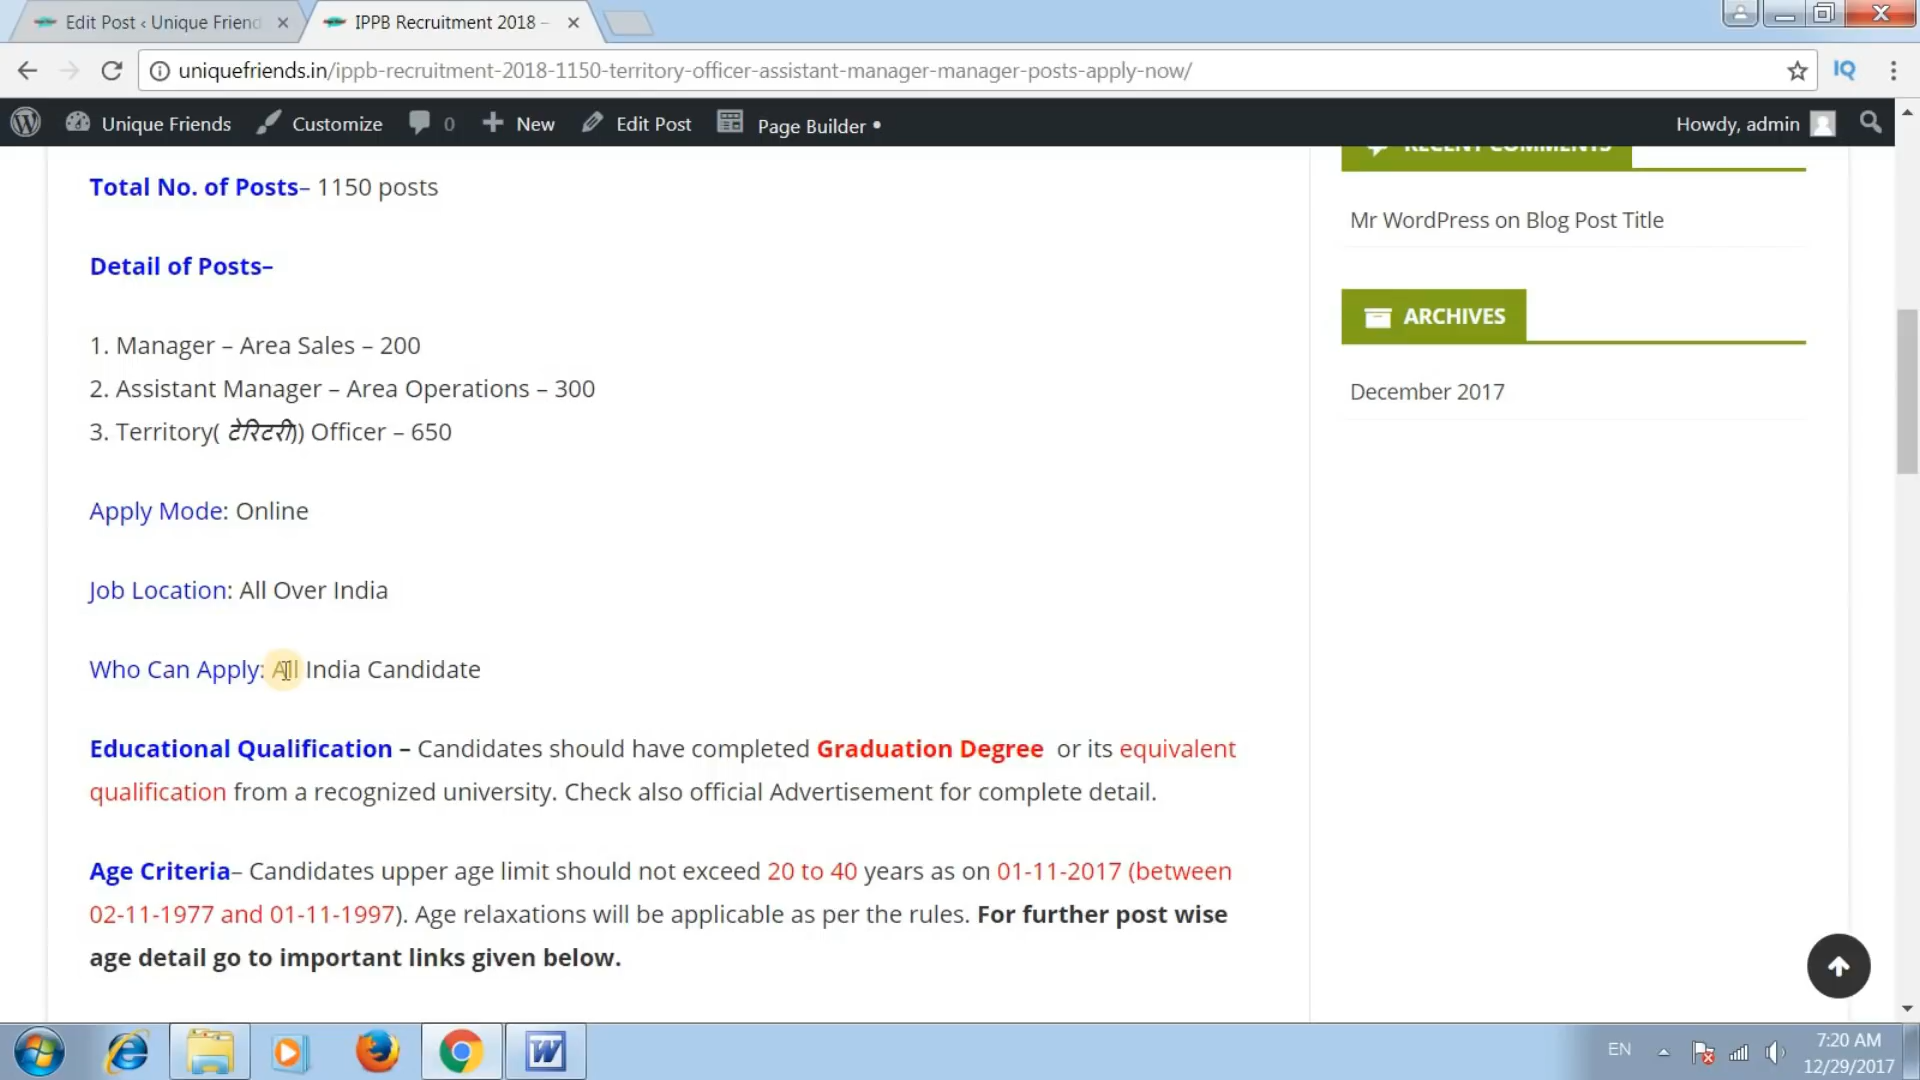 Edit Post ‹ Unique Friend
IPPB Recruitment 2018 –
uniquefriends.in/ippb-recruitment-2018-1150-territory-officer-assistant-manager-manager-posts-apply-now/
IQ
Unique Friends
Customize
0
New
Edit Post
Page Builder
Howdy, admin
RECENT COMMENTS
Total No. of Posts– 1150 posts
Mr WordPress on Blog Post Title
Detail of Posts–
ARCHIVES
1. Manager – Area Sales – 200
2. Assistant Manager – Area Operations – 300
December 2017
3. Territory( टेरिटरी)) Officer – 650
Apply Mode: Online
Job Location: All Over India
Who Can Apply: All India Candidate
Educational Qualification – Candidates should have completed Graduation Degree or its equivalent
qualification from a recognized university. Check also official Advertisement for complete detail.
Age Criteria– Candidates upper age limit should not exceed 20 to 40 years as on 01-11-2017 (between
02-11-1977 and 01-11-1997). Age relaxations will be applicable as per the rules. For further post wise
age detail go to important links given below.
EN
7:20 AM
12/29/2017